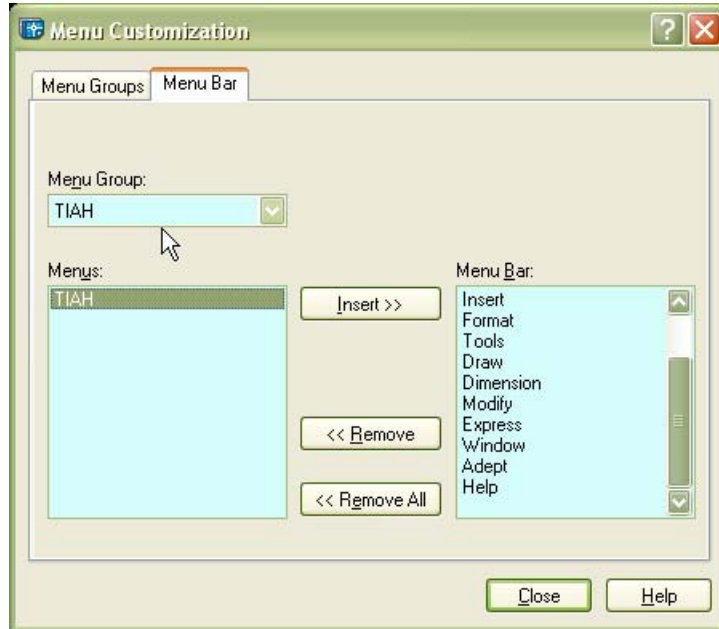 Menu Customization
?
Menu Groups
Menu Bar
Menu Group:
TIAH
Menus:
TIAH
Insert >>
<< Remove
<< Remove All
Menu Bar:
Insert
Format
Tools
Draw
Dimension
Modify
Express
Window
Adept
Help
Close
Help